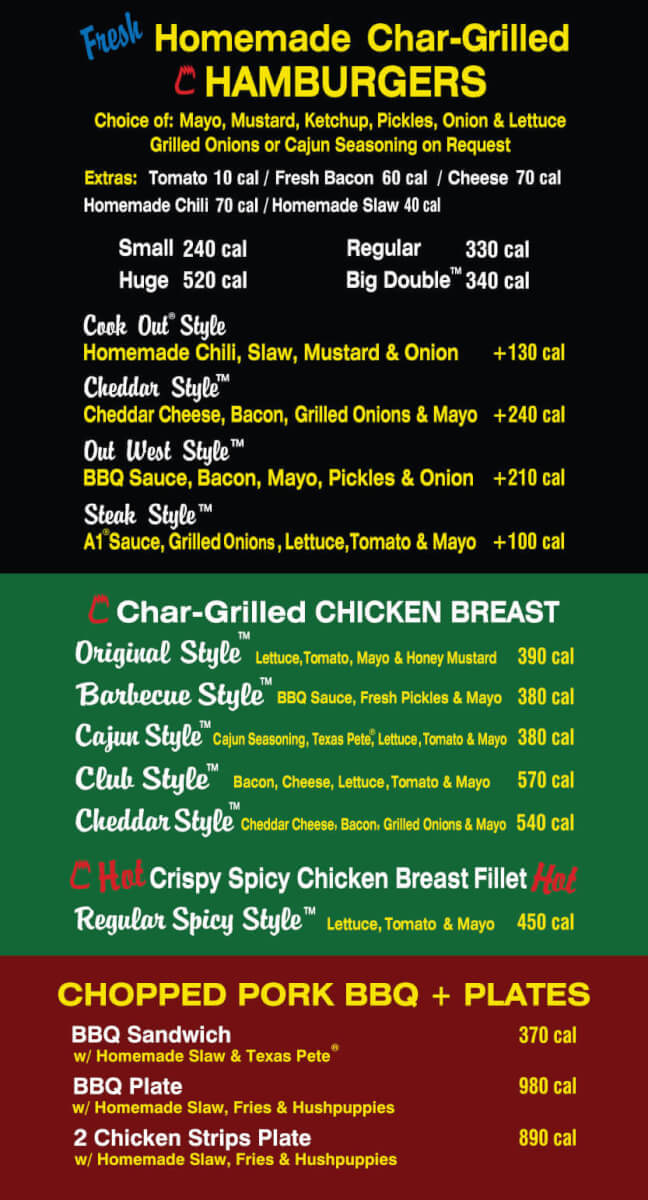 Fresh Homemade Char-Grilled
HAMBURGERS
Choice of: Mayo, Mustard, Ketchup, Pickles, Onion & Lettuce
Grilled Onions or Cajun Seasoning on Request
Extras: Tomato 10 cal / Fresh Bacon 60 cal / Cheese 70 cal
Homemade Chili 70 cal / Homemade Slaw 40 cal
Small 240 cal Regular 330 cal
Huge 520 cal Big Double™ 340 cal
Cook Out® Style
Homemade Chili, Slaw, Mustard & Onion +130 cal
Cheddar Style™
Cheddar Cheese, Bacon, Grilled Onions & Mayo +240 cal
Out West Style™
BBQ Sauce, Bacon, Mayo, Pickles & Onion +210 cal
Steak Style™
A1® Sauce, Grilled Onions, Lettuce, Tomato & Mayo +100 cal
Char-Grilled CHICKEN BREAST
Original Style™ Lettuce, Tomato, Mayo & Honey Mustard 390 cal
Barbecue Style™ BBQ Sauce, Fresh Pickles & Mayo 380 cal
Cajun Style™ Cajun Seasoning, Texas Pete®, Lettuce, Tomato & Mayo 380 cal
Club Style™ Bacon, Cheese, Lettuce, Tomato & Mayo 570 cal
Cheddar Style™ Cheddar Cheese, Bacon, Grilled Onions & Mayo 540 cal
Hot Crispy Spicy Chicken Breast Fillet Hot
Regular Spicy Style™ Lettuce, Tomato & Mayo 450 cal
CHOPPED PORK BBQ + PLATES
BBQ Sandwich 370 cal
w/ Homemade Slaw & Texas Pete®
BBQ Plate 980 cal
w/ Homemade Slaw, Fries & Hushpuppies
2 Chicken Strips Plate 890 cal
w/ Homemade Slaw, Fries & Hushpuppies